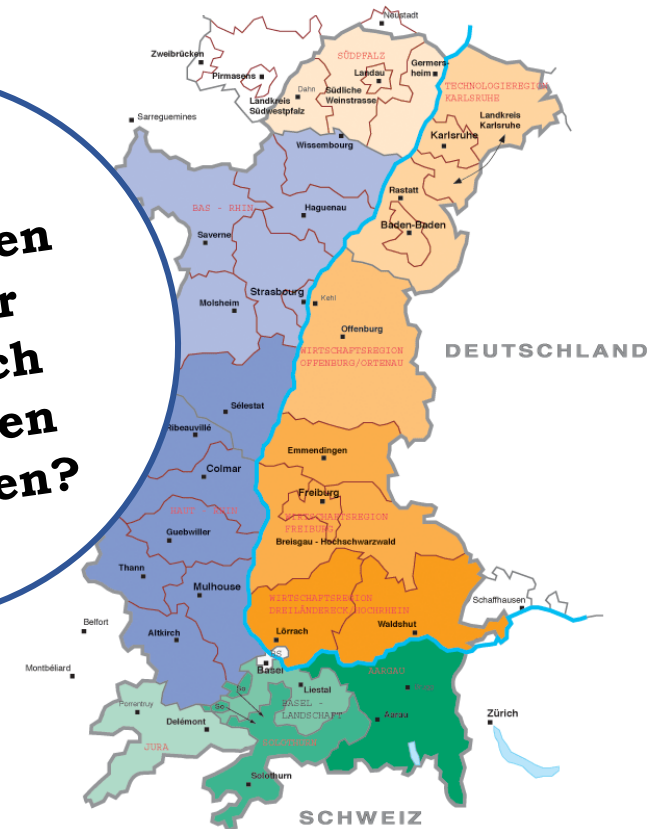 Neustadt
Zweibrücken
Pirmasens
SÜDPFALZ
Landau
Germers-
heim
Dahn
Südliche
Weinstrasse
Landkreis
Südwestpfalz
TECHNOLOGIEREGION
KARLSRUHE
Landkreis
Karlsruhe
Karlsruhe
Sarreguemines
Wissembourg
Rastatt
BAS - RHIN
Haguenau
Baden-Baden
Saverne
Strasbourg
Kehl
Molsheim
Offenburg
WIRTSCHAFTSREGION
OFFENBURG/ORTENAU
DEUTSCHLAND
en
r
ch
en
en?
Sélestat
Ribeauvillé
Emmendingen
Colmar
Freiburg
HAUT - RHIN
WIRTSCHAFTSREGION
FREIBURG
Guebwiller
Breisgau - Hochschwarzwald
Thann
Mulhouse
WIRTSCHAFTSREGION
DREILÄNDERECK/HOCHRHEIN
Schaffhausen
Belfort
Altkirch
Lörrach
Waldshut
BS
Basel
Montbéliard
AARGAU
So
Liestal
Porrentruy
So
BASEL -
LANDSCHAFT
Aarau
Zürich
Delémont
JURA
Solothurn
SCHWEIZ